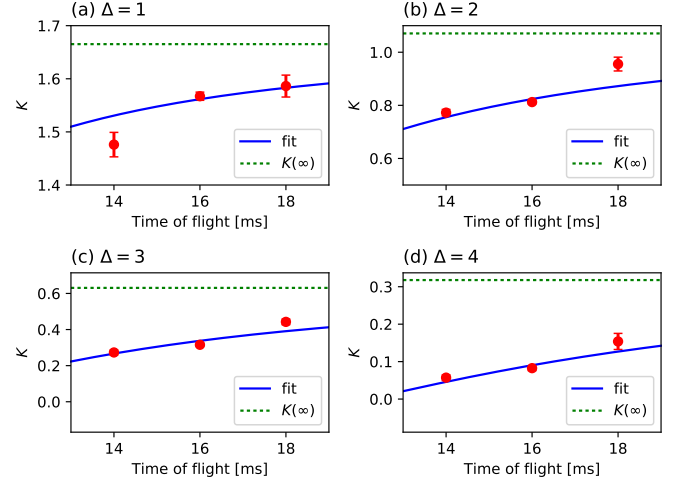 (a) Δ = 1
1.7
1.6
1.5
1.4
K
fit
K(∞)
14 16 18
Time of flight [ms]
(b) Δ = 2
1.0
0.8
0.6
K
fit
K(∞)
14 16 18
Time of flight [ms]
(c) Δ = 3
0.6
0.4
0.2
0.0
K
fit
K(∞)
14 16 18
Time of flight [ms]
(d) Δ = 4
0.3
0.2
0.1
0.0
K
fit
K(∞)
14 16 18
Time of flight [ms]